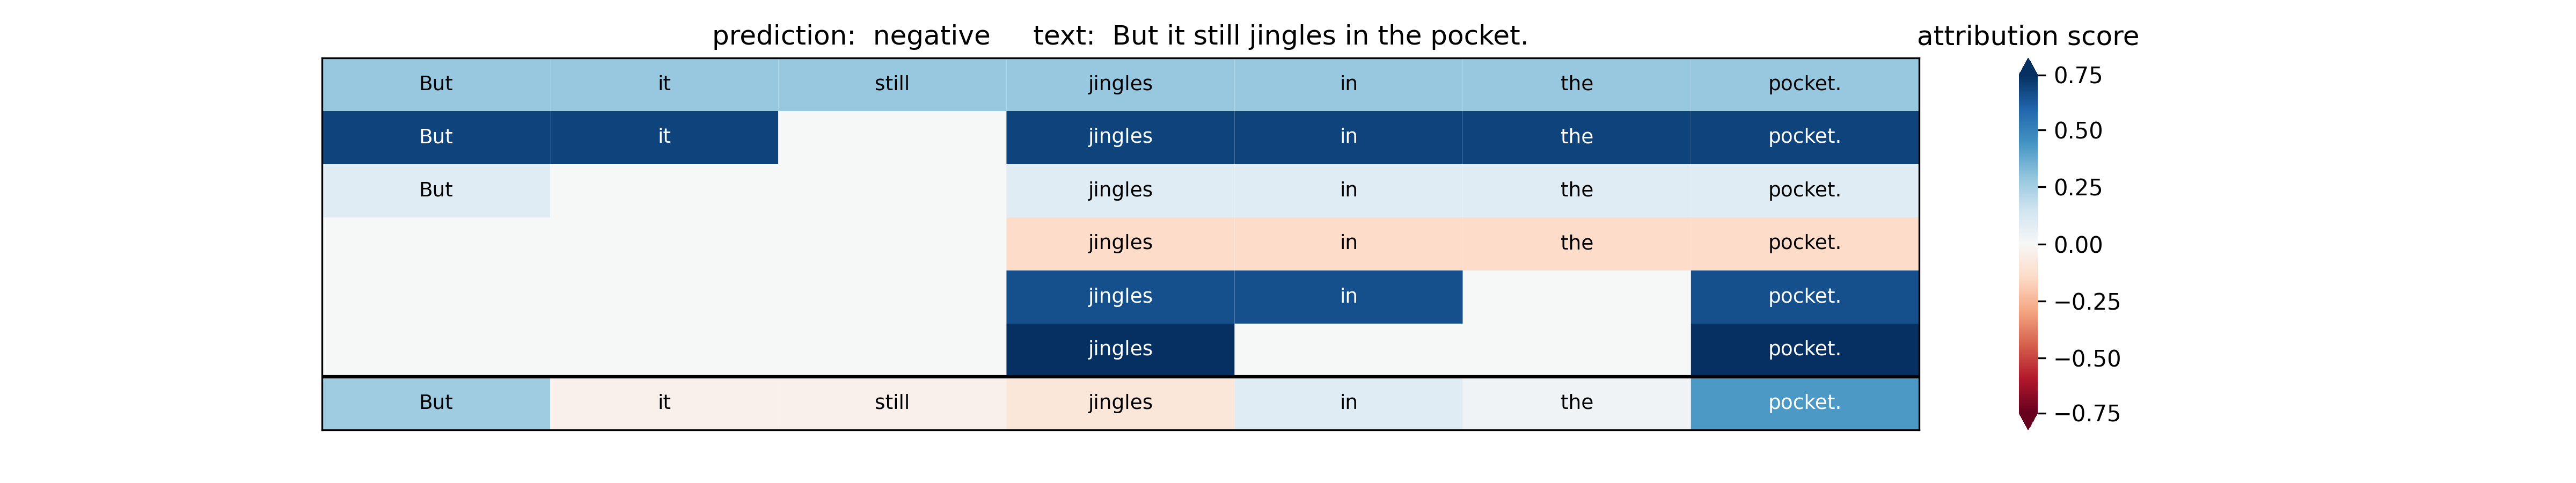 prediction:  negative     text:  But it still jingles in the pocket.
attribution score
But it still jingles in the pocket.
But it jingles in the pocket.
But jingles in the pocket.
jingles in the pocket.
jingles in pocket.
jingles pocket.
But it still jingles in the pocket.
0.75
0.50
0.25
0.00
−0.25
−0.50
−0.75